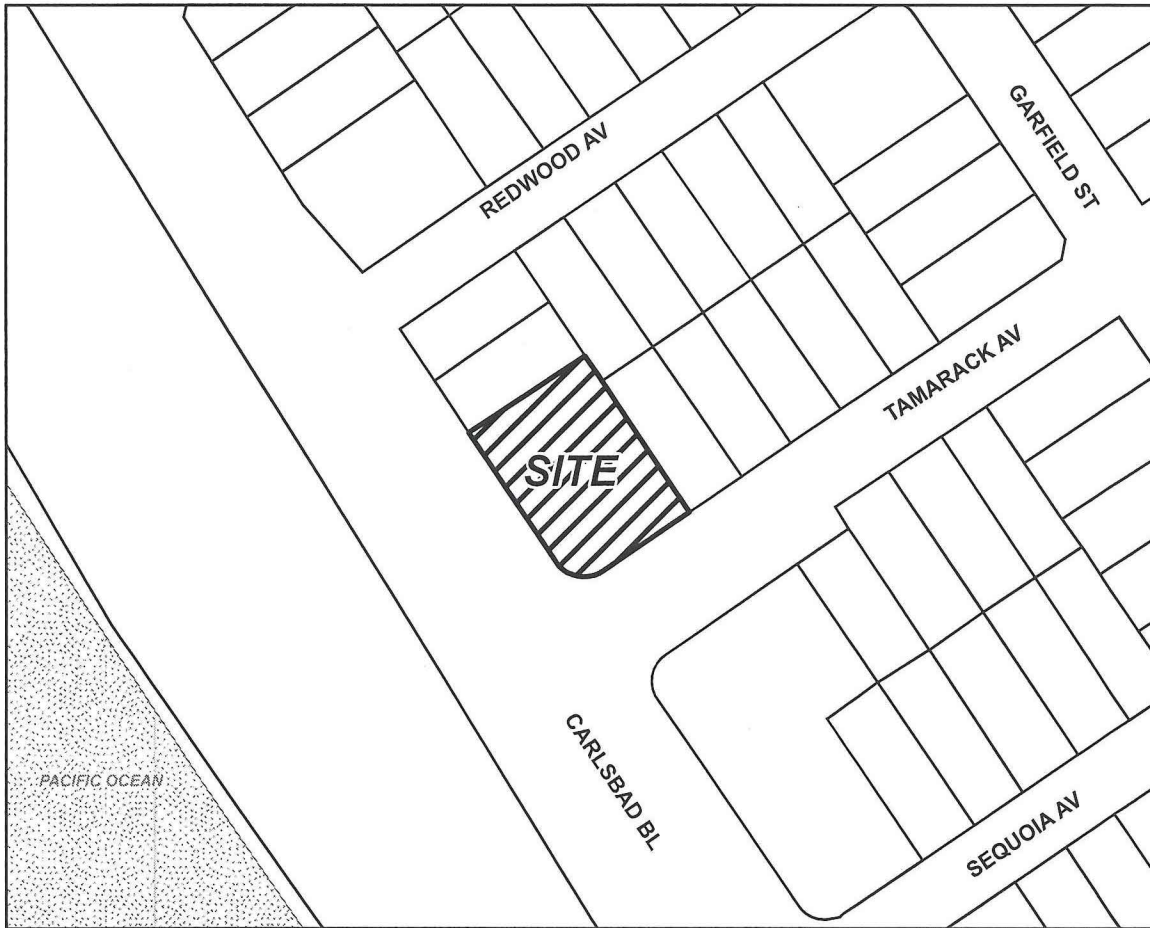 REDWOOD AV
GARFIELD ST
TAMARACK AV
SITE
CARLSBAD BL
PACIFIC OCEAN
SEQUOIA AV